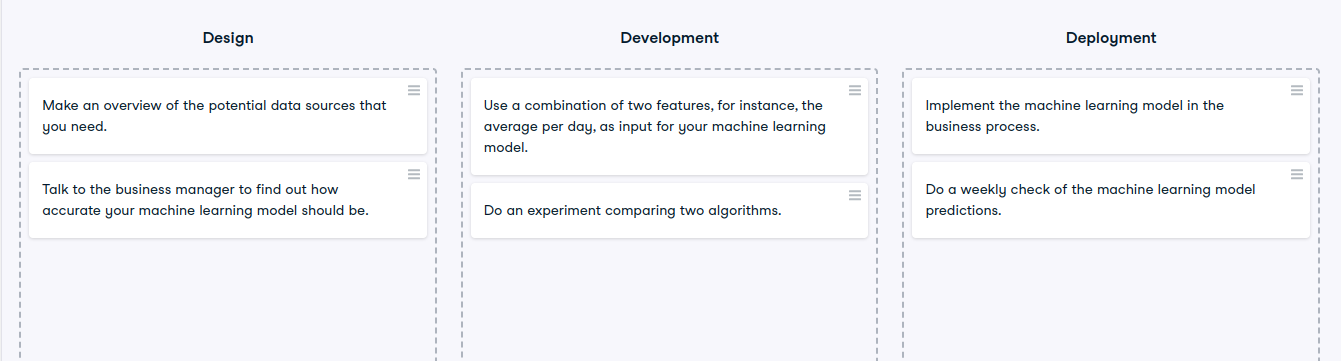 Design
Make an overview of the potential data sources that
you need.
Talk to the business manager to find out how
accurate your machine learning model should be.
Development
Use a combination of two features, for instance, the
average per day, as input for your machine learning
model.
Do an experiment comparing two algorithms.
Deployment
Implement the machine learning model in the
business process.
Do a weekly check of the machine learning model
predictions.